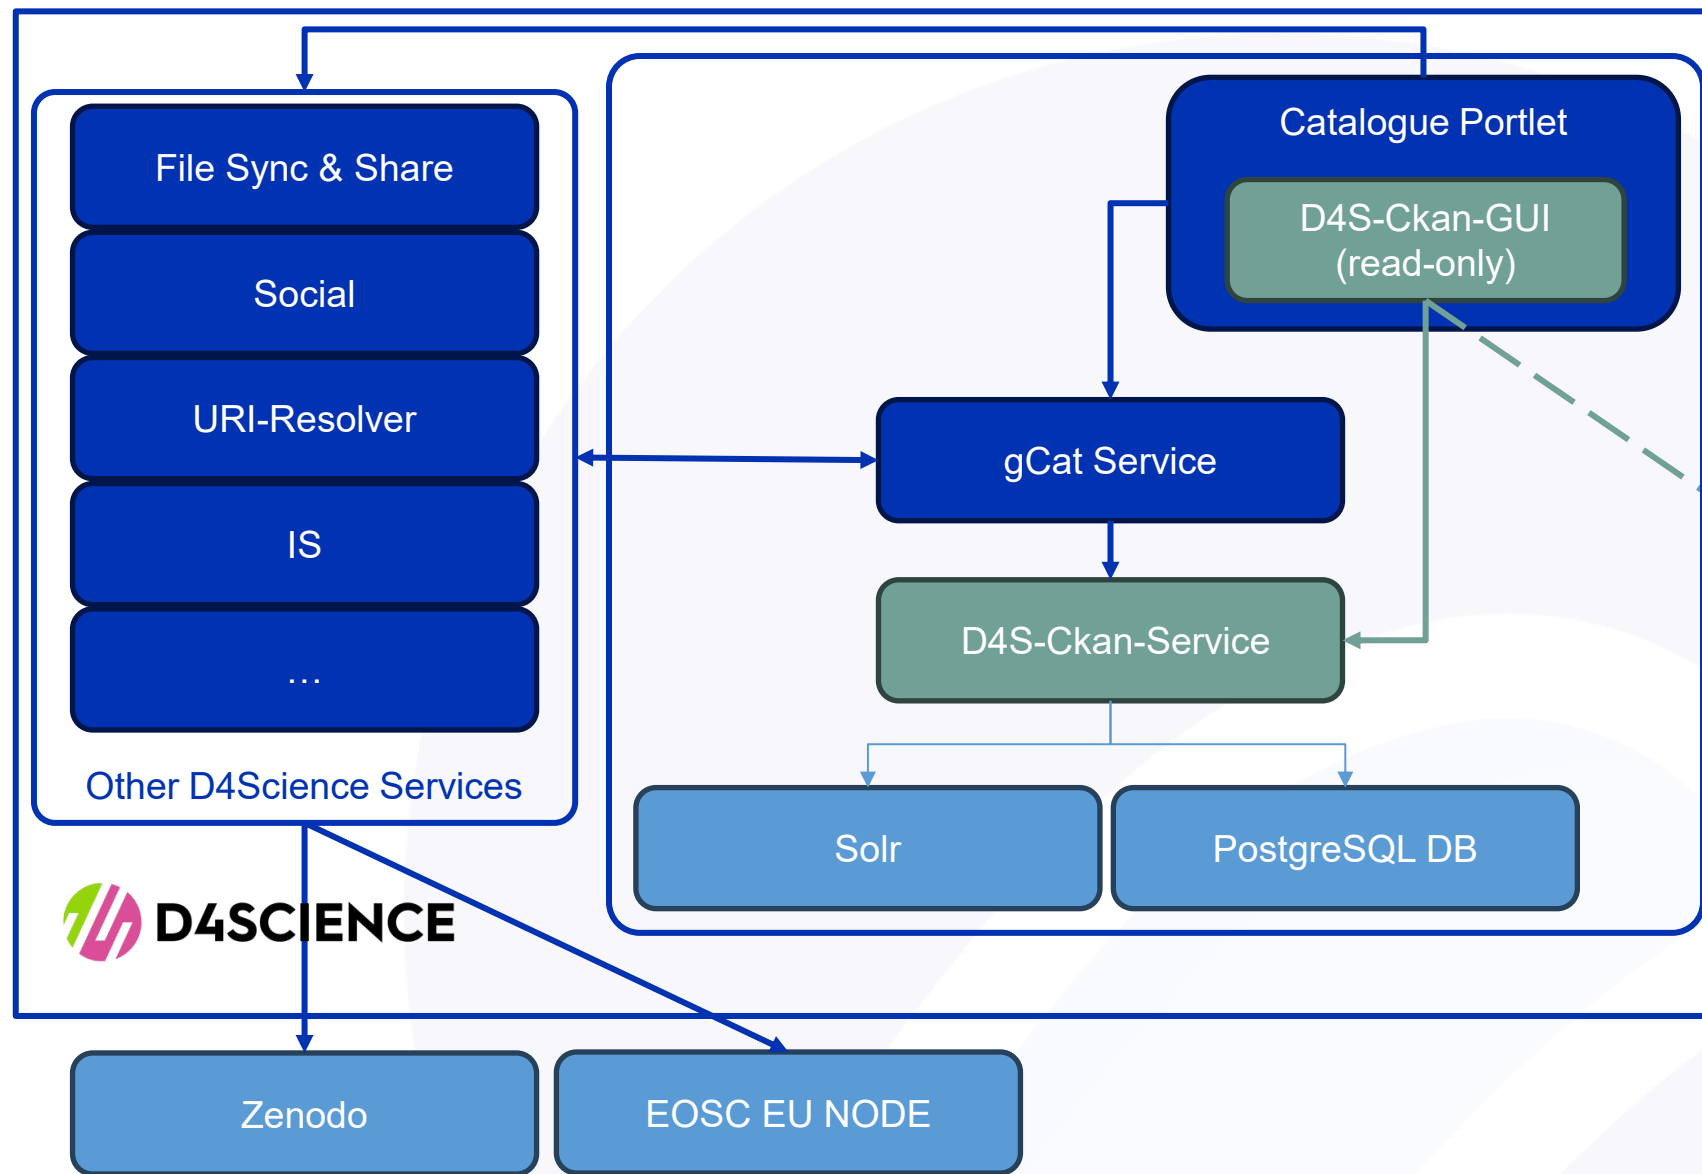 File Sync & Share
Social
URI-Resolver
IS
…
Other D4Science Services
D4SCIENCE
Catalogue Portlet
D4S-Ckan-GUI
(read-only)
gCat Service
D4S-Ckan-Service
Solr
PostgreSQL DB
Zenodo
EOSC EU NODE